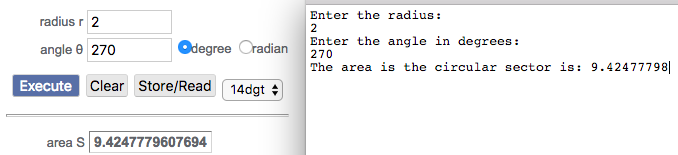 radius r 2
angle θ 270 degree radian
Execute Clear Store/Read 14dgt
area S 9.4247779607694
Enter the radius:
2
Enter the angle in degrees:
270
The area is the circular sector is: 9.42477798